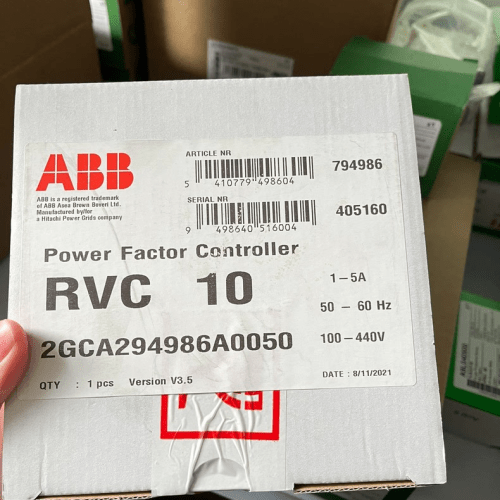 ABB
ABB is a registered trademark
of ABB Asea Brown Boveri Ltd.
Manufactured by/for
a Hitachi Power Grids company
ARTICLE NR
5 410779 498604
794986
SERIAL NR
9 498640 516004
405160
Power Factor Controller
RVC 10
1-5A
50 - 60 Hz
2GCA294986A0050
100-440V
QTY : 1 pcs Version V3.5
DATE : 8/11/2021